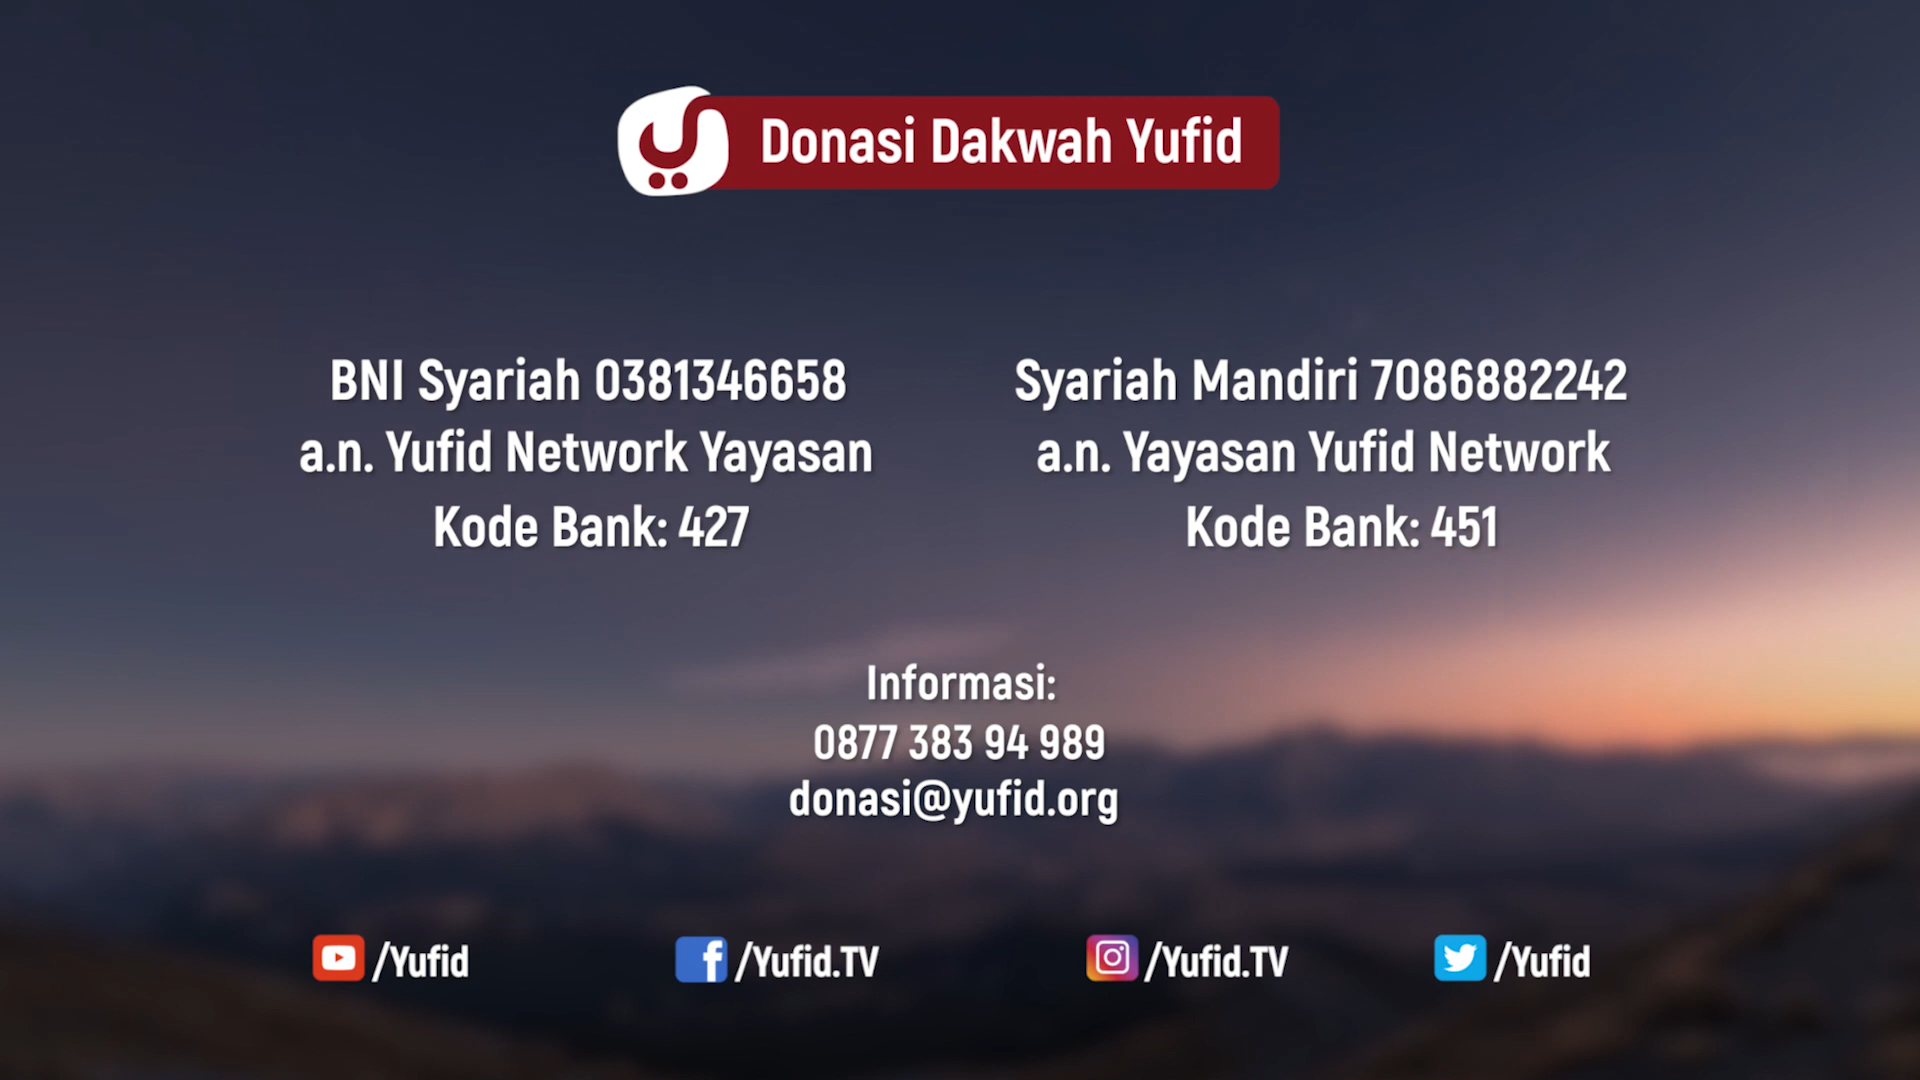 Donasi Dakwah Yufid
BNI Syariah 0381346658
a.n. Yufid Network Yayasan
Kode Bank: 427
Syariah Mandiri 7086882242
a.n. Yayasan Yufid Network
Kode Bank: 451
Informasi:
0877 383 94 989
donasi@yufid.org
/Yufid
/Yufid.TV
/Yufid.TV
/Yufid